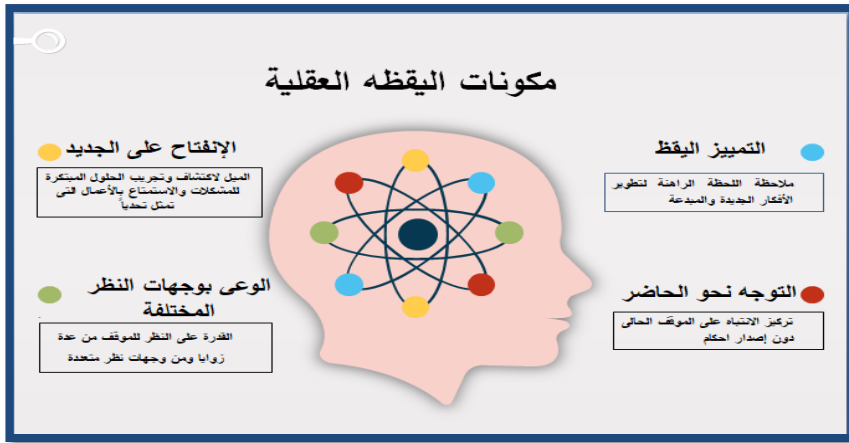 مكونات اليقظه العقلية
التمييز اليقظ
ملاحظة اللحظة الراهنة لتطوير
الأفكار الجديدة والمبدعة
الإنفتاح على الجديد
الميل لاكتشاف وتجريب الحلول المبتكرة
للمشكلات والاستمتاع بالأعمال التى
تمثل تحدياً
التوجه نحو الحاضر
تركيز الانتباه على الموقف الحالى
دون إصدار احكام
الوعى بوجهات النظر
المختلفة
القدرة على النظر للموقف من عدة
زوايا ومن وجهات نظر متعددة